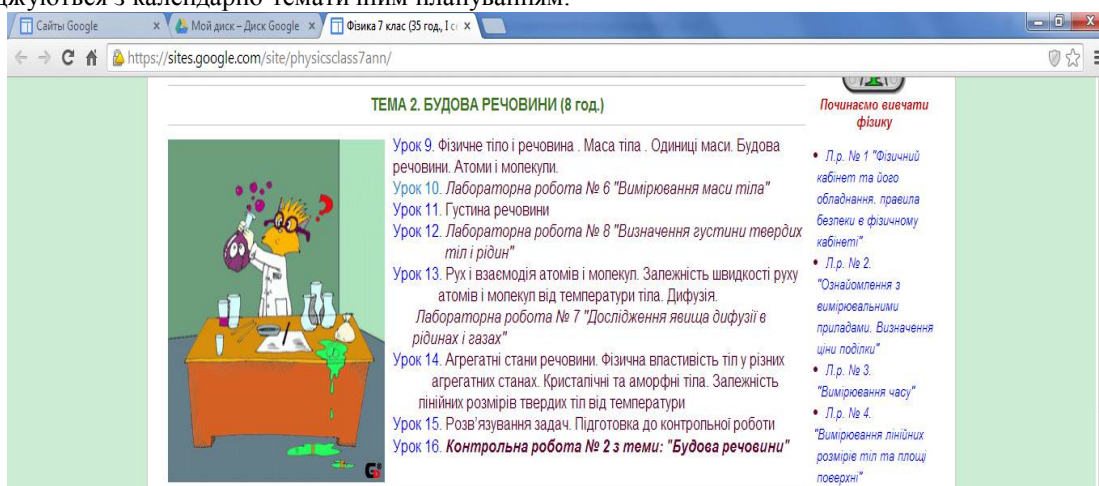 джуються з календарно-тематичним плануванням.
Сайты Google
Мой диск – Диск Google
Фізика 7 клас (35 год., І се
https://sites.google.com/site/physicsclass7ann/
ТЕМА 2. БУДОВА РЕЧОВИНИ (8 год.)
Урок 9. Фізичне тіло і речовина . Маса тіла . Одиниці маси. Будова
речовини. Атоми і молекули.
Урок 10. Лабораторна робота № 6 "Вимірювання маси тіла"
Урок 11. Густина речовини
Урок 12. Лабораторна робота № 8 "Визначення густини твердих
тіл і рідин"
Урок 13. Рух і взаємодія атомів і молекул. Залежність швидкості руху
атомів і молекул від температури тіла. Дифузія.
Лабораторна робота № 7 "Дослідження явища дифузії в
рідинах і газах"
Урок 14. Агрегатні стани речовини. Фізична властивість тіл у різних
агрегатних станах. Кристалічні та аморфні тіла. Залежність
лінійних розмірів твердих тіл від температури
Урок 15. Розв'язування задач. Підготовка до контрольної роботи
Урок 16. Контрольна робота № 2 з теми: "Будова речовини"
Починаємо вивчати
фізику
• Л.р. № 1 "Фізичний
кабінет та його
обладнання. правила
безпеки в фізичному
кабінеті"
• Л.р. № 2.
"Ознайомлення з
вимірювальними
приладами. Визначення
ціни поділки"
• Л.р. № 3.
"Вимірювання часу"
• Л.р. № 4.
"Вимірювання лінійних
розмірів тіл та площі
поверхні"